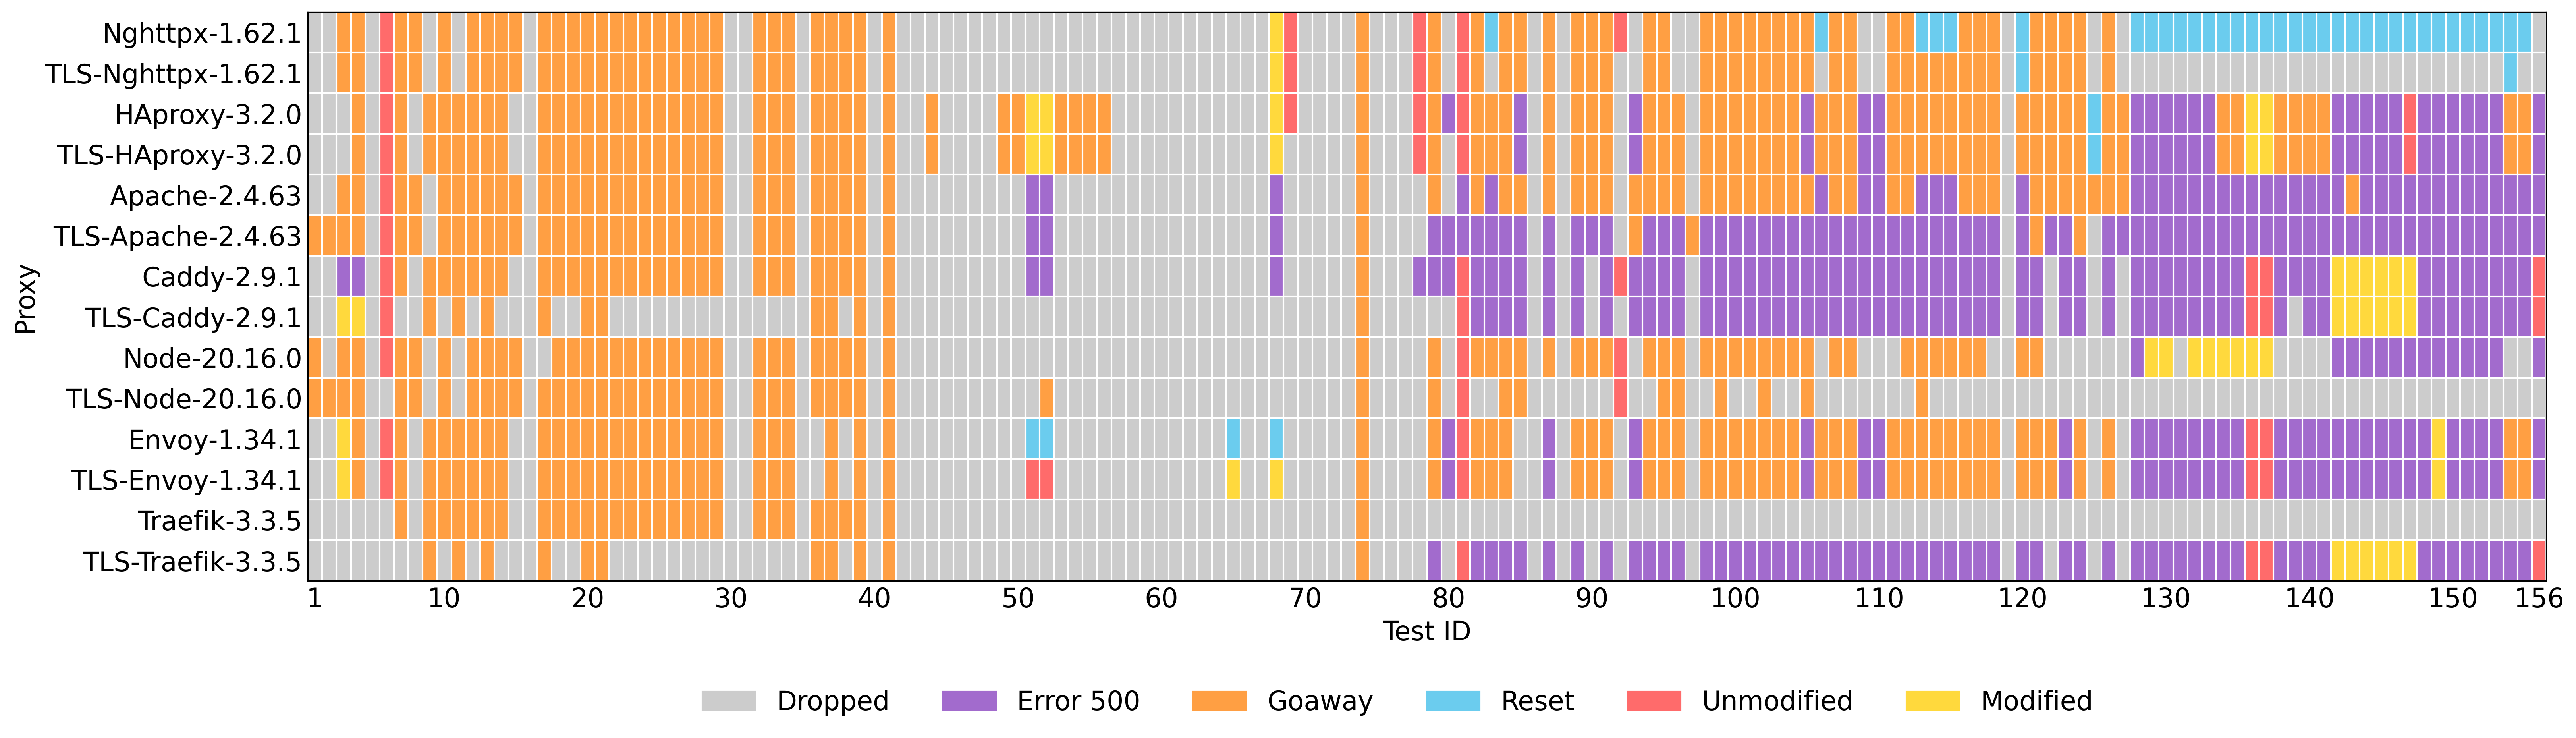 Nghttpx-1.62.1
TLS-Nghttpx-1.62.1
HAproxy-3.2.0
TLS-HAproxy-3.2.0
Apache-2.4.63
TLS-Apache-2.4.63
Caddy-2.9.1
TLS-Caddy-2.9.1
Node-20.16.0
TLS-Node-20.16.0
Envoy-1.34.1
TLS-Envoy-1.34.1
Traefik-3.3.5
TLS-Traefik-3.3.5
Proxy
1 10 20 30 40 50 60 70 80 90 100 110 120 130 140 150 156
Test ID
Dropped Error 500 Goaway Reset Unmodified Modified